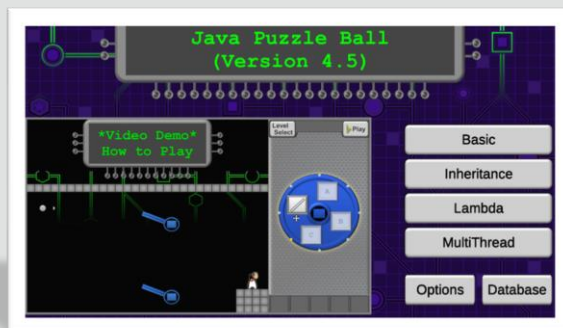 Java Puzzle Ball
(Version 4.5)
*Video Demo*
How to Play
Level
Select
Play
A
B
C
Basic
Inheritance
Lambda
MultiThread
Options
Database